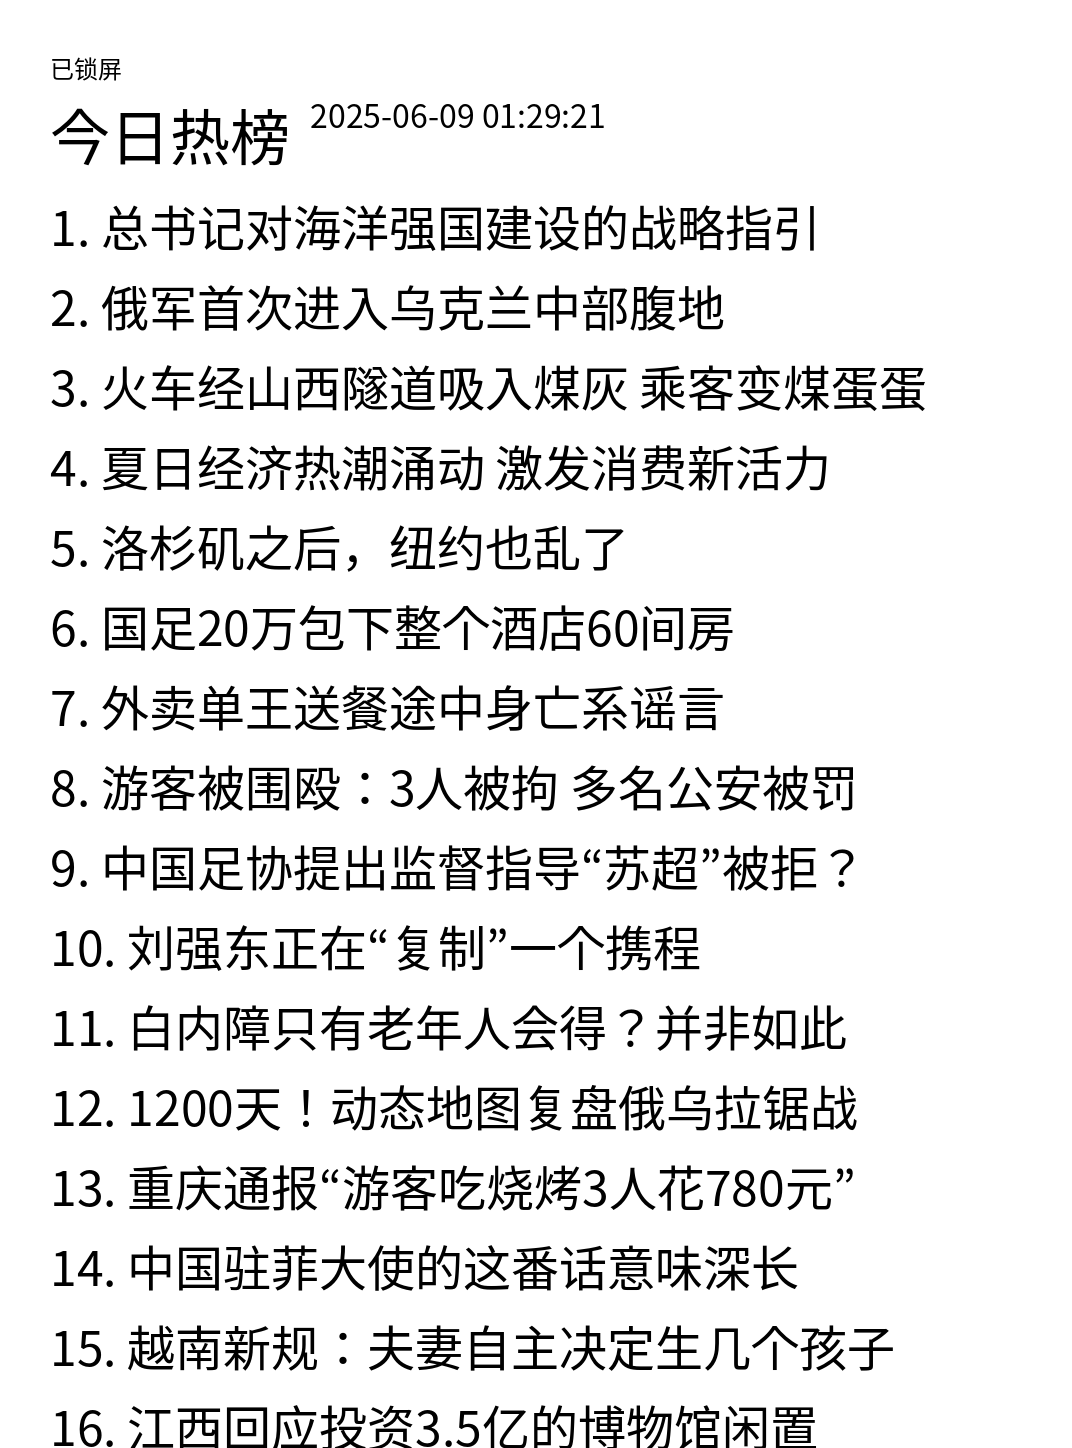 已锁屏
今日热榜 2025-06-09 01:29:21
1. 总书记对海洋强国建设的战略指引
2. 俄军首次进入乌克兰中部腹地
3. 火车经山西隧道吸入煤灰 乘客变煤蛋蛋
4. 夏日经济热潮涌动 激发消费新活力
5. 洛杉矶之后，纽约也乱了
6. 国足20万包下整个酒店60间房
7. 外卖单王送餐途中身亡系谣言
8. 游客被围殴：3人被拘 多名公安被罚
9. 中国足协提出监督指导“苏超”被拒？
10. 刘强东正在“复制”一个携程
11. 白内障只有老年人会得？并非如此
12. 1200天！动态地图复盘俄乌拉锯战
13. 重庆通报“游客吃烧烤3人花780元”
14. 中国驻菲大使的这番话意味深长
15. 越南新规：夫妻自主决定生几个孩子
16. 江西回应投资3.5亿的博物馆闲置